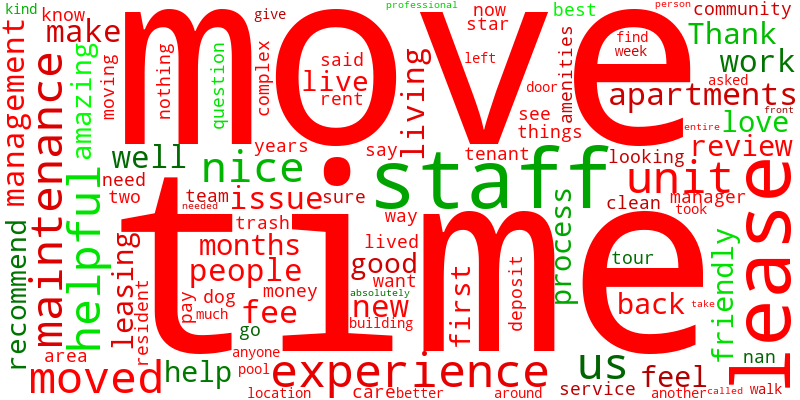 kind
know
make
professional
give
move
now
star
best
person
community
Thank
management
maintenance
amazing
moving
nothing
question
complex
said
live
rent
living
left
door
amenities
find
week
work
asked
apartments
front
entire
love
review
well
years
say
see
things
tenant
looking
need
two
helpful
nice
staff
unit
lease
team
needed
issue
sure
way
process
clean
manager
took
recommend
leasing
resident
time
trash
months
people
lived
good
want
tour
friendly
pay
dog
much
money
absolutely
fee
new
building
first
deposit
back
take
go
area
anyone
pool
us
nan
moved
help
experience
feel
location
care
better
around
service
another
called
walk